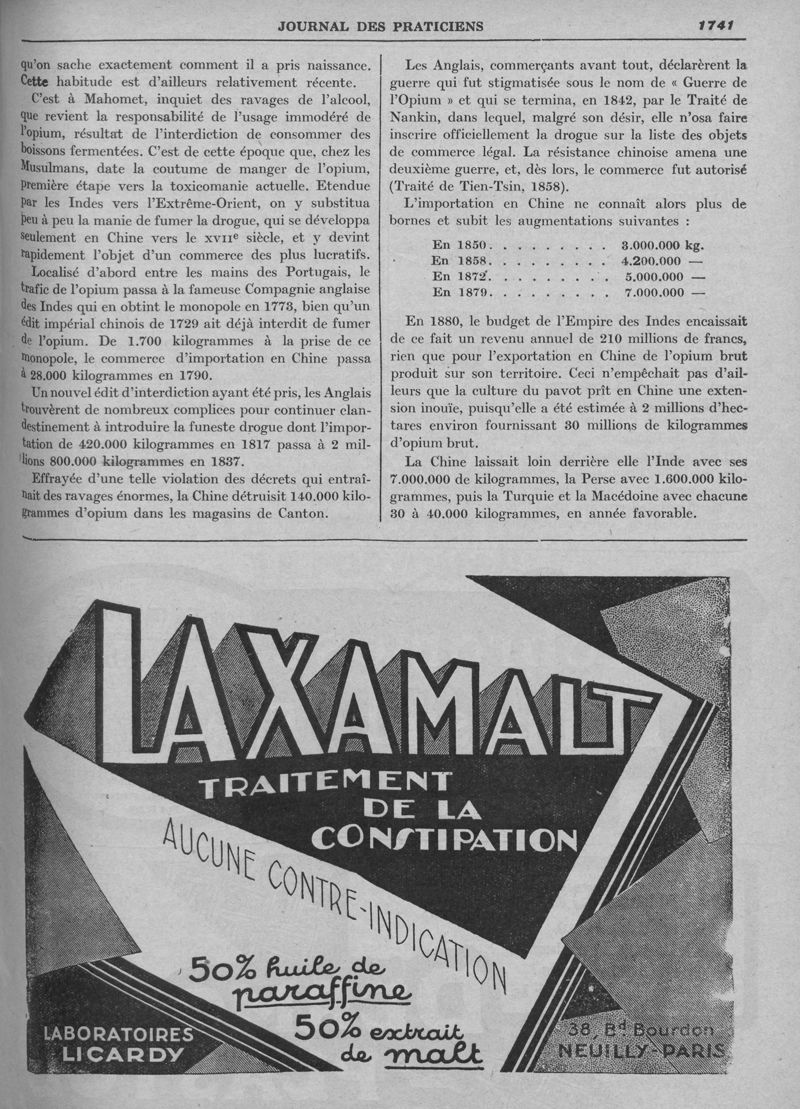 JOURNAL DES PRATICIENS 1741
qu'on sache exactement comment il a pris naissance.
Cette habitude est d'ailleurs relativement récente.
C'est à Mahomet, inquiet des ravages de l'alcool,
que revient la responsabilité de l'usage immodéré de
l'opium, résultat de l'interdiction de consommer des
boissons fermentées. C'est de cette époque que, chez les
Musulmans, date la coutume de manger de l'opium,
première étape vers la toxicomanie actuelle. Etendue
par les Indes vers l'Extrême-Orient, on y substitua
peu à peu la manie de fumer la drogue, qui se développa
seulement en Chine vers le XVIIe siècle, et y devint
rapidement l'objet d'un commerce des plus lucratifs.
Localisé d'abord entre les mains des Portugais, le
trafic de l'opium passa à la fameuse Compagnie anglaise
des Indes qui en obtint le monopole en 1773, bien qu'un
édit impérial chinois de 1729 ait déjà interdit de fumer
de l'opium. De 1.700 kilogrammes à la prise de ce
monopole, le commerce d'importation en Chine passa
à 28.000 kilogrammes en 1790.
Un nouvel édit d'interdiction ayant été pris, les Anglais
trouvèrent de nombreux complices pour continuer clan-
destinement à introduire la funeste drogue dont l'impor-
tation de 420.000 kilogrammes en 1817 passa à 2 mil-
lions 800.000 kilogrammes en 1837.
Effrayée d'une telle violation des décrets qui entraî-
nait des ravages énormes, la Chine détruisit 140.000 kilo-
grammes d'opium dans les magasins de Canton.
Les Anglais, commerçants avant tout, déclarèrent la
guerre qui fut stigmatisée sous le nom de « Guerre de
l'Opium » et qui se termina, en 1842, par le Traité de
Nankin, dans lequel, malgré son désir, elle n'osa faire
inscrire officiellement la drogue sur la liste des objets
de commerce légal. La résistance chinoise amena une
deuxième guerre, et, dès lors, le commerce fut autorisé
(Traité de Tien-Tsin, 1858).
L'importation en Chine ne connaît alors plus de
bornes et subit les augmentations suivantes :
En 1850. . . . . . . . . 3.000.000 kg.
En 1858. . . . . . . . . 4.200.000 —
En 1872. . . . . . . . . 5.000.000 —
En 1879. . . . . . . . . 7.000.000 —
En 1880, le budget de l'Empire des Indes encaissait
de ce fait un revenu annuel de 210 millions de francs,
rien que pour l'exportation en Chine de l'opium brut
produit sur son territoire. Ceci n'empêchait pas d'ail-
leurs que la culture du pavot prît en Chine une exten-
sion inouïe, puisqu'elle a été estimée à 2 millions d'hec-
tares environ fournissant 30 millions de kilogrammes
d'opium brut.
La Chine laissait loin derrière elle l'Inde avec ses
7.000.000 de kilogrammes, la Perse avec 1.600.000 kilo-
grammes, puis la Turquie et la Macédoine avec chacune
30 à 40.000 kilogrammes, en année favorable.
LAXAMALT
TRAITEMENT
DE LA
CONSTIPATION
AUCUNE CONTRE-INDICATION
50% huile de
paraffine
50% extrait
de malt
LABORATOIRES
LICARDY
38, Bd Bourdon
NEUILLY-PARIS